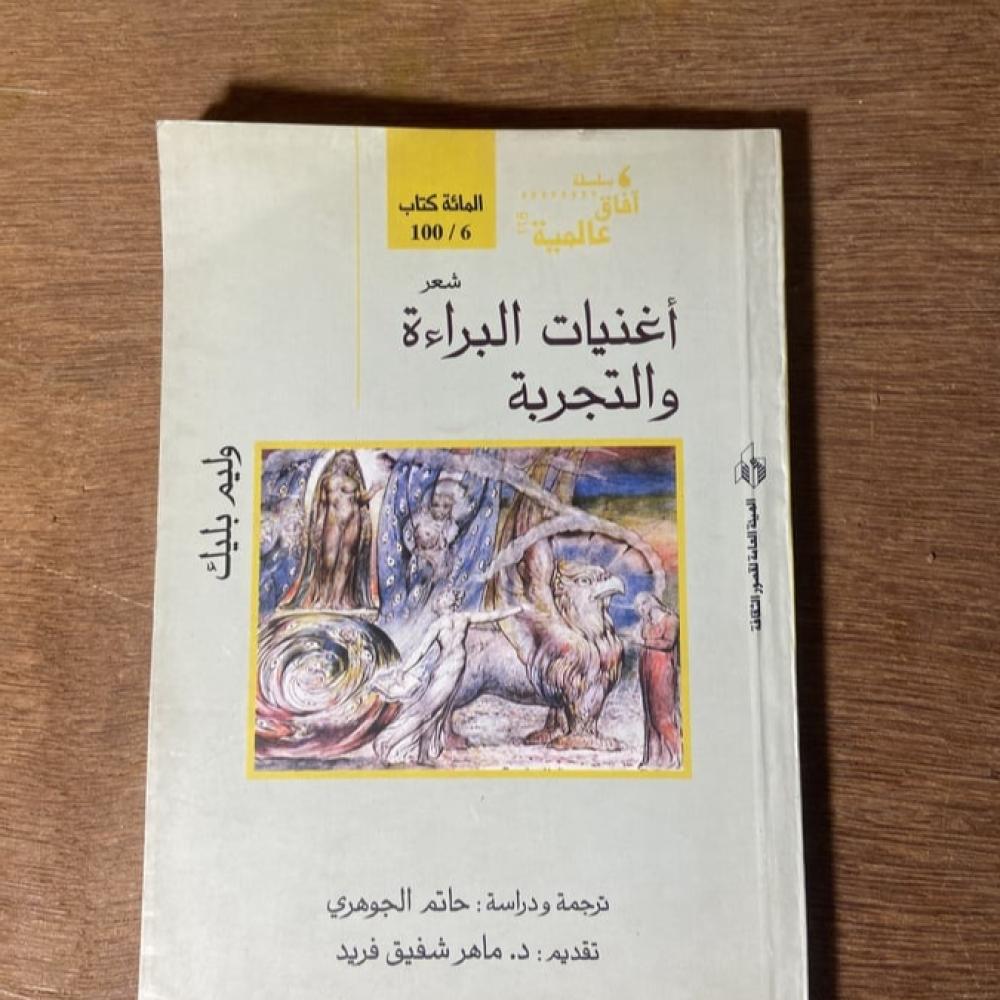 سلسلة
آفاق
عالمية
المائة كتاب
100 / 6
شعر
أغنيات البراءة
والتجربة
وليم بليك
الهيئة العامة لقصور الثقافة
ترجمة ودراسة: حاتم الجوهري
تقديم: د. ماهر شفيق فريد